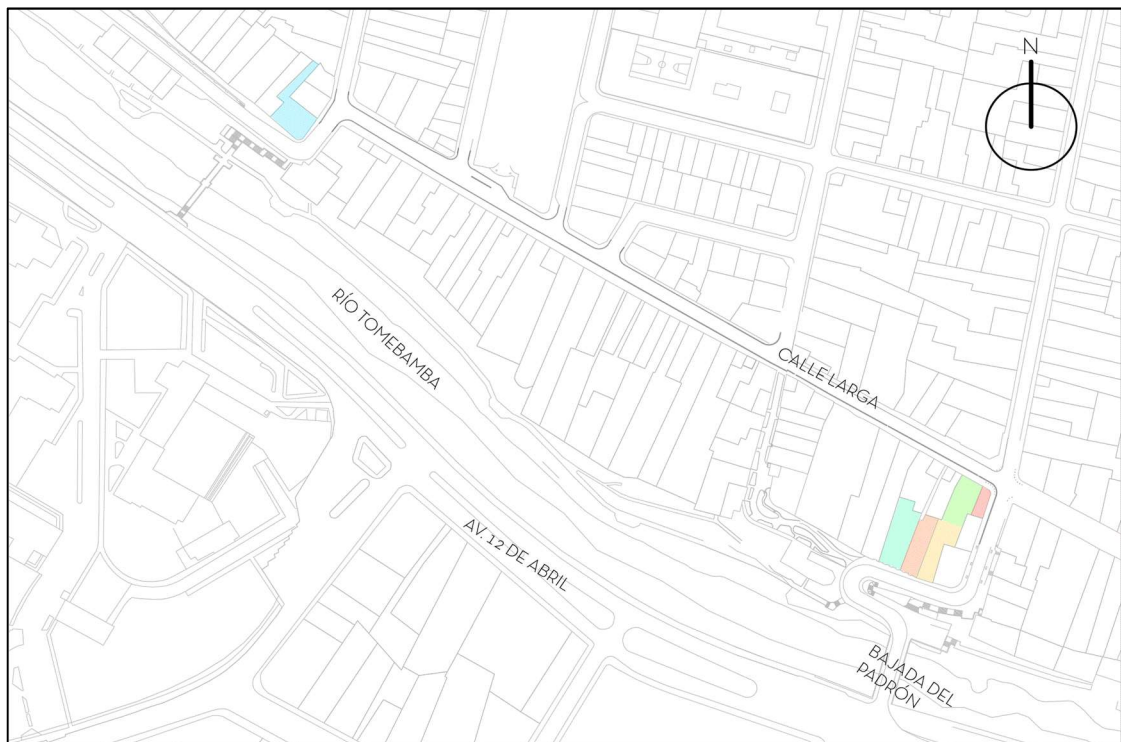 N
RÍO TOMEBAMBA
CALLE LARGA
AV. 12 DE ABRIL
BAJADA DEL
PADRÓN